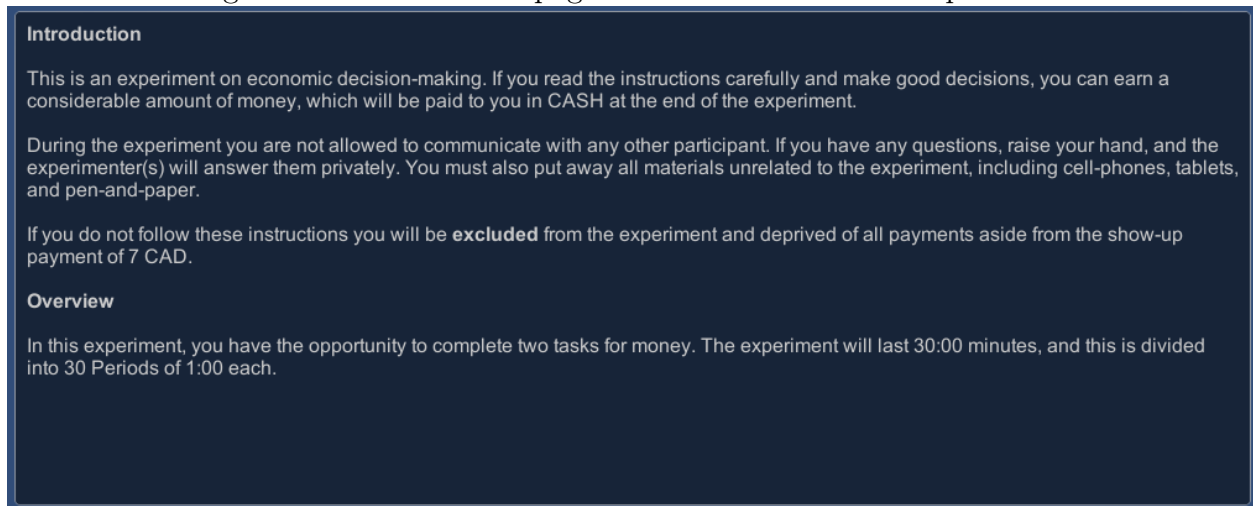 Introduction
This is an experiment on economic decision-making. If you read the instructions carefully and make good decisions, you can earn a
considerable amount of money, which will be paid to you in CASH at the end of the experiment.
During the experiment you are not allowed to communicate with any other participant. If you have any questions, raise your hand, and the
experimenter(s) will answer them privately. You must also put away all materials unrelated to the experiment, including cell-phones, tablets,
and pen-and-paper.
If you do not follow these instructions you will be excluded from the experiment and deprived of all payments aside from the show-up
payment of 7 CAD.
Overview
In this experiment, you have the opportunity to complete two tasks for money. The experiment will last 30:00 minutes, and this is divided
into 30 Periods of 1:00 each.